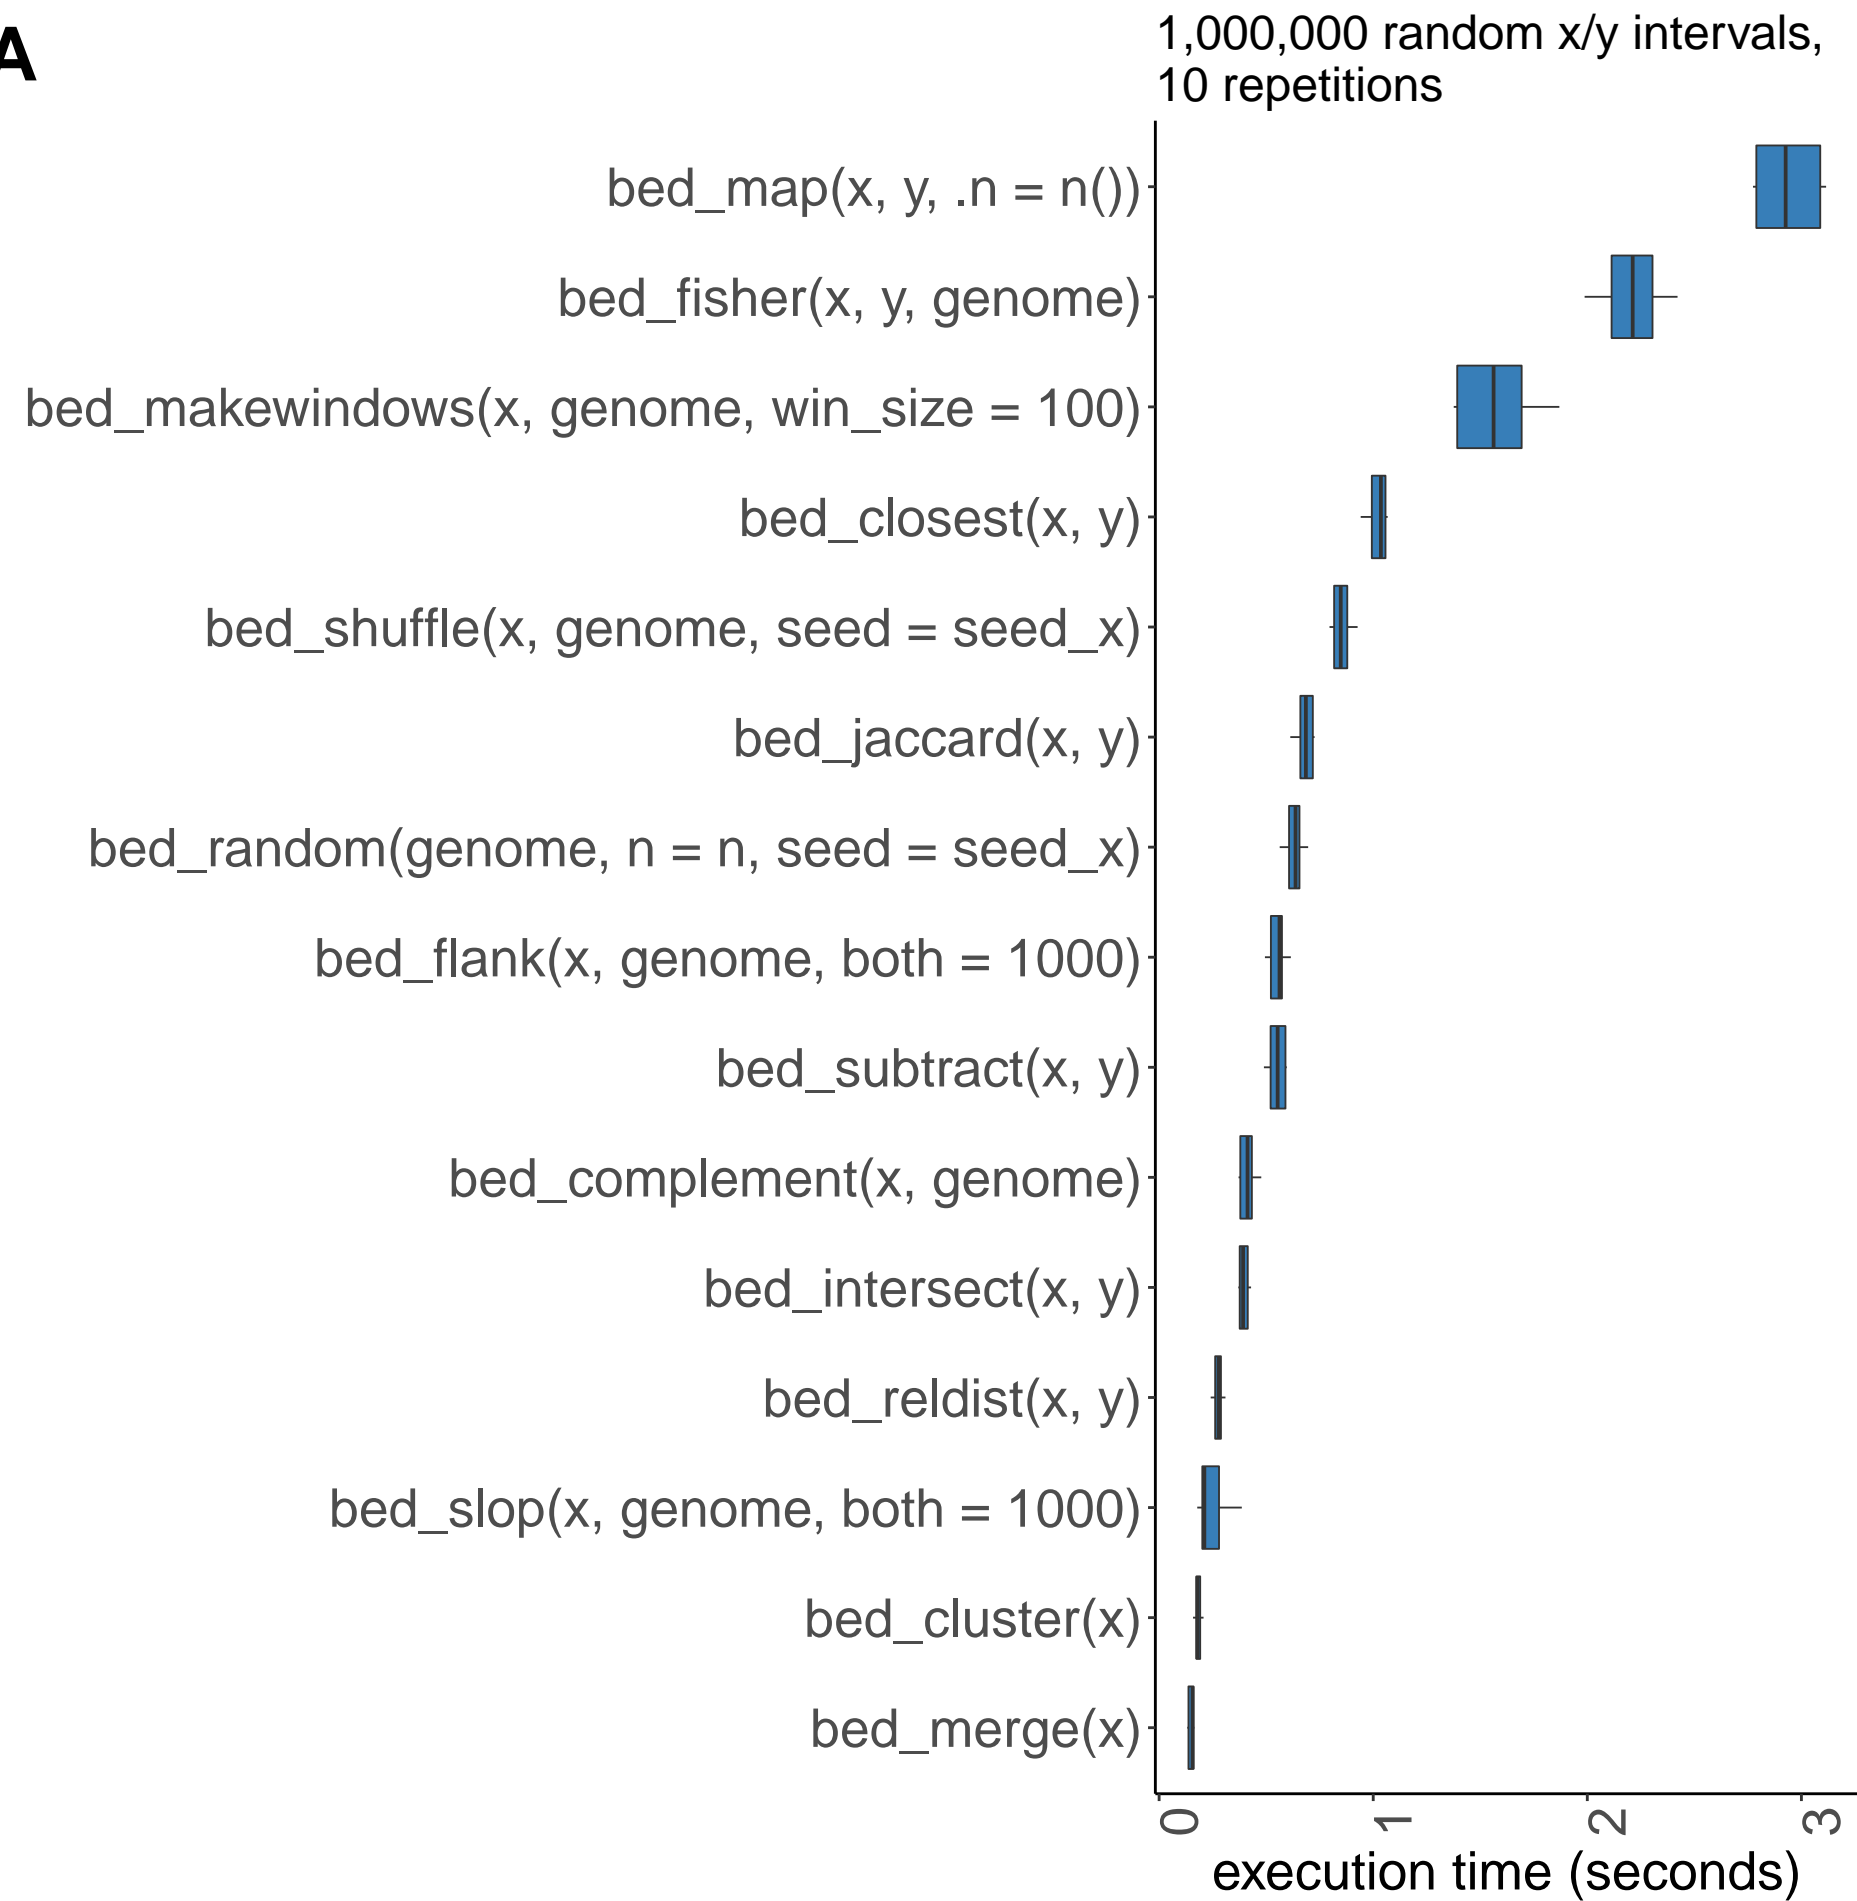 A
1,000,000 random x/y intervals,
10 repetitions
bed_map(x, y, .n = n())
bed_fisher(x, y, genome)
bed_makewindows(x, genome, win_size = 100)
bed_closest(x, y)
bed_shuffle(x, genome, seed = seed_x)
bed_jaccard(x, y)
bed_random(genome, n = n, seed = seed_x)
bed_flank(x, genome, both = 1000)
bed_subtract(x, y)
bed_complement(x, genome)
bed_intersect(x, y)
bed_reldist(x, y)
bed_slop(x, genome, both = 1000)
bed_cluster(x)
bed_merge(x)
0 1 2 3
execution time (seconds)